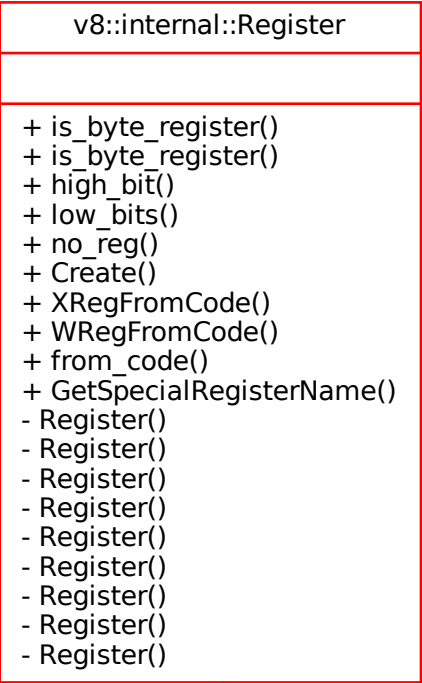 v8::internal::Register
+ is_byte_register()
+ is_byte_register()
+ high_bit()
+ low_bits()
+ no_reg()
+ Create()
+ XRegFromCode()
+ WRegFromCode()
+ from_code()
+ GetSpecialRegisterName()
- Register()
- Register()
- Register()
- Register()
- Register()
- Register()
- Register()
- Register()
- Register()